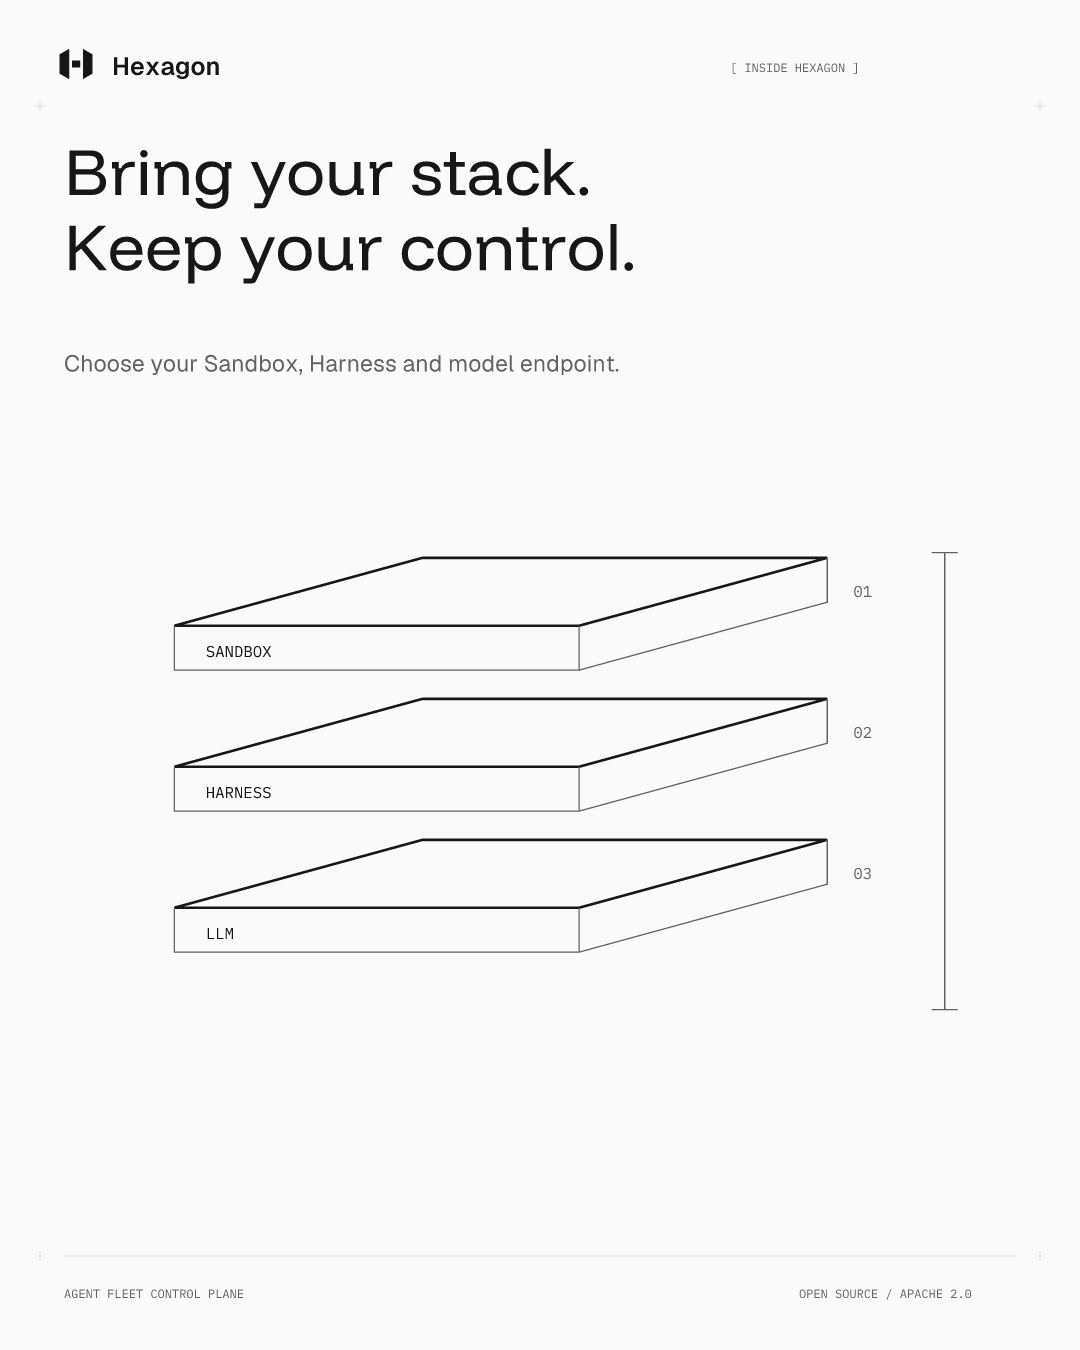 Hexagon
[ INSIDE HEXAGON ]
Bring your stack.
Keep your control.
Choose your Sandbox, Harness and model endpoint.
01
SANDBOX
02
HARNESS
03
LLM
AGENT FLEET CONTROL PLANE
OPEN SOURCE / APACHE 2.0